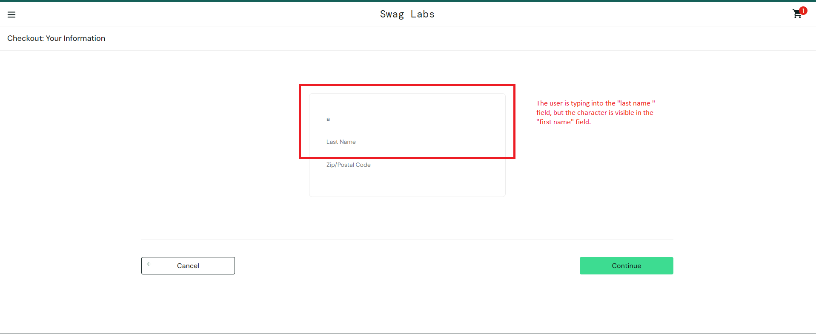 Swag Labs
1
Checkout: Your Information
The user is typing into the "last name "
field, but the character is visible in the
"first name" field.
Last Name
Zip/Postal Code
Cancel
Continue